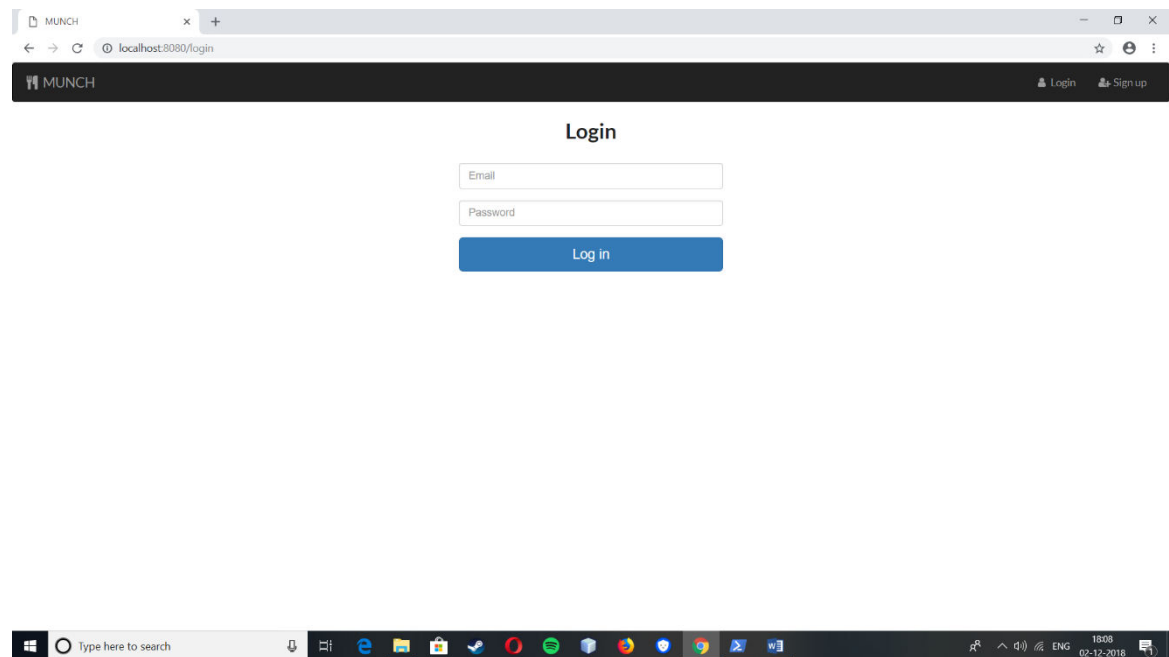 MUNCH
localhost:8080/login
MUNCH
Login
Sign up
Login
Email
Password
Log in
Type here to search
ENG
18:08
02-12-2018